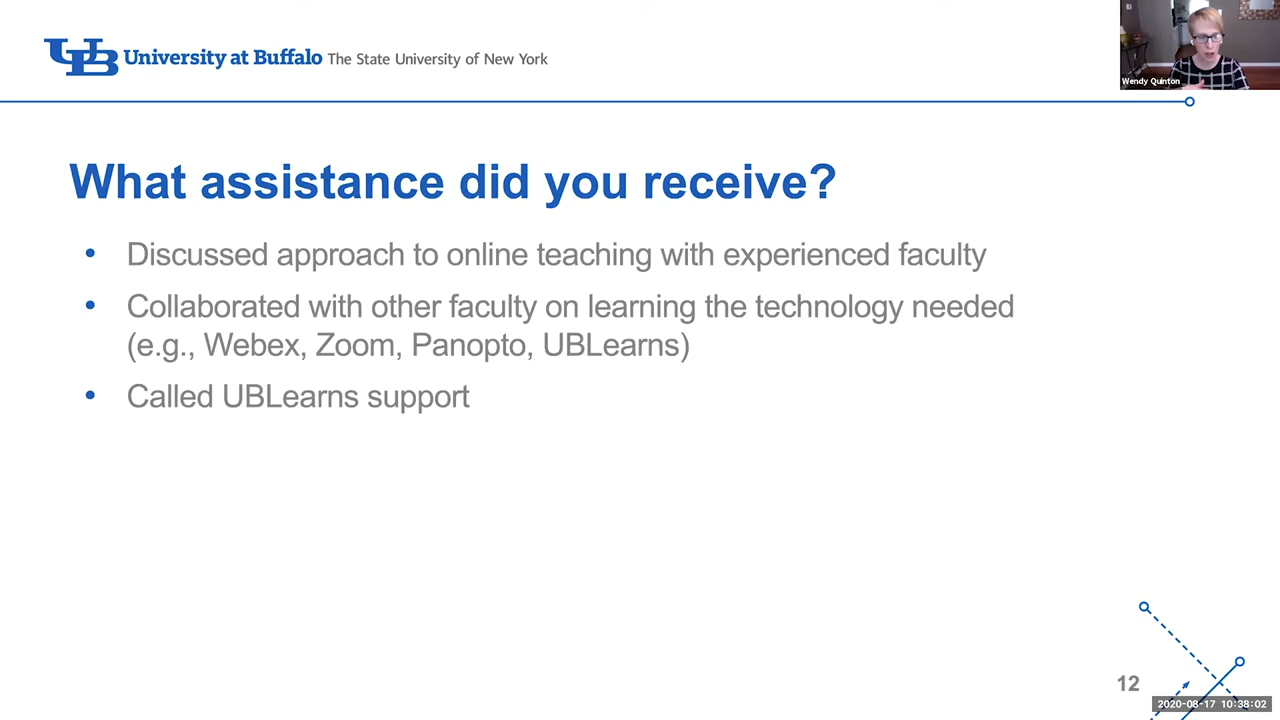 UB University at Buffalo The State University of New York
Wendy Quinton
What assistance did you receive?
• Discussed approach to online teaching with experienced faculty
• Collaborated with other faculty on learning the technology needed
(e.g., Webex, Zoom, Panopto, UBLearns)
• Called UBLearns support
12
2020-08-17 10:38:02